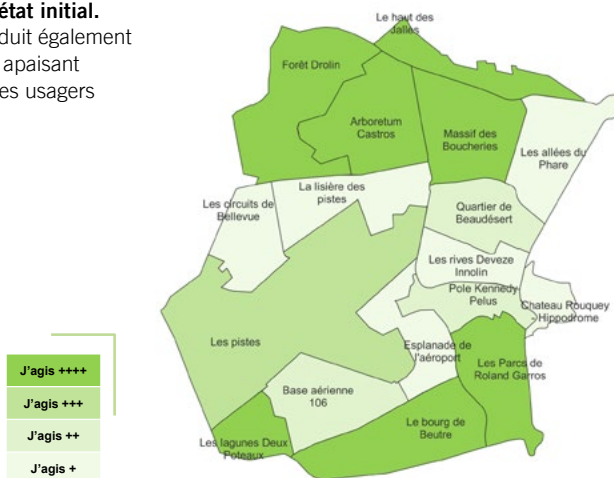 état initial.
duit également
apaisant
es usagers
Le haut des
Jalles
Forêt Drolin
Arboretum
Castros
Massif des
Boucheries
Les allées du
Phare
La lisière des
pistes
Les circuits de
Bellevue
Quartier de
Beaudésert
Les rives Deveze
Innolin
Pole Kennedy
Pelus
Chateau Rouquey
- Hippodrome
Les pistes
Esplanade de
l'aéroport
Les Parcs de
Roland Garros
Base aérienne
106
Le bourg de
Beutre
Les lagunes Deux
Poteaux
J'agis ++++
J'agis +++
J'agis ++
J'agis +